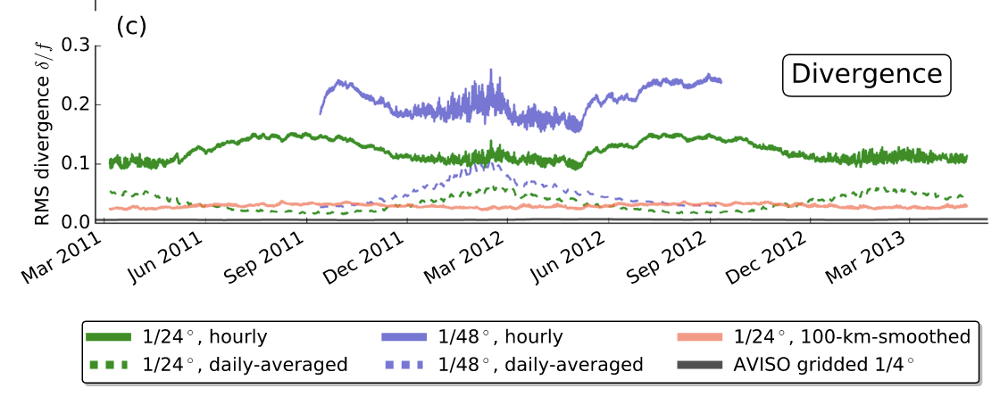 (c)
0.3
0.2
0.1
0.0
RMS divergence δ/f
Divergence
Mar 2011
Jun 2011
Sep 2011
Dec 2011
Mar 2012
Jun 2012
Sep 2012
Dec 2012
Mar 2013
1/24°, hourly
1/48°, hourly
1/24°, 100-km-smoothed
1/24°, daily-averaged
1/48°, daily-averaged
AVISO gridded 1/4°